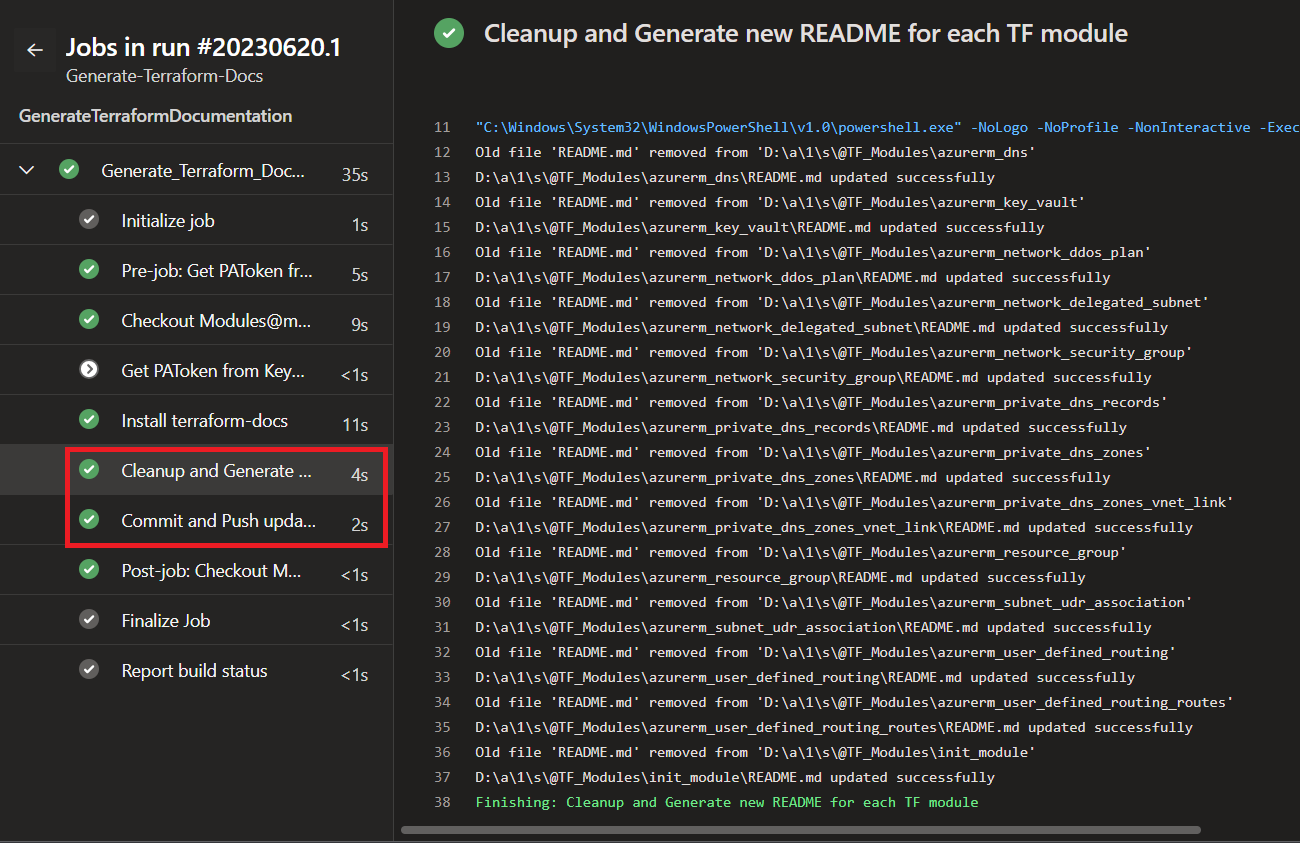 Jobs in run #20230620.1
Generate-Terraform-Docs
GenerateTerraformDocumentation
Generate_Terraform_Doc... 35s
Initialize job 1s
Pre-job: Get PAToken fr... 5s
Checkout Modules@m... 9s
Get PAToken from Key... <1s
Install terraform-docs 11s
Cleanup and Generate ... 4s
Commit and Push upda... 2s
Post-job: Checkout M... <1s
Finalize Job <1s
Report build status <1s
Cleanup and Generate new README for each TF module
11 "C:\Windows\System32\WindowsPowerShell\v1.0\powershell.exe" -NoLogo -NoProfile -NonInteractive -Exec
12 Old file 'README.md' removed from 'D:\a\1\s\@TF_Modules\azurerm_dns'
13 D:\a\1\s\@TF_Modules\azurerm_dns\README.md updated successfully
14 Old file 'README.md' removed from 'D:\a\1\s\@TF_Modules\azurerm_key_vault'
15 D:\a\1\s\@TF_Modules\azurerm_key_vault\README.md updated successfully
16 Old file 'README.md' removed from 'D:\a\1\s\@TF_Modules\azurerm_network_ddos_plan'
17 D:\a\1\s\@TF_Modules\azurerm_network_ddos_plan\README.md updated successfully
18 Old file 'README.md' removed from 'D:\a\1\s\@TF_Modules\azurerm_network_delegated_subnet'
19 D:\a\1\s\@TF_Modules\azurerm_network_delegated_subnet\README.md updated successfully
20 Old file 'README.md' removed from 'D:\a\1\s\@TF_Modules\azurerm_network_security_group'
21 D:\a\1\s\@TF_Modules\azurerm_network_security_group\README.md updated successfully
22 Old file 'README.md' removed from 'D:\a\1\s\@TF_Modules\azurerm_private_dns_records'
23 D:\a\1\s\@TF_Modules\azurerm_private_dns_records\README.md updated successfully
24 Old file 'README.md' removed from 'D:\a\1\s\@TF_Modules\azurerm_private_dns_zones'
25 D:\a\1\s\@TF_Modules\azurerm_private_dns_zones\README.md updated successfully
26 Old file 'README.md' removed from 'D:\a\1\s\@TF_Modules\azurerm_private_dns_zones_vnet_link'
27 D:\a\1\s\@TF_Modules\azurerm_private_dns_zones_vnet_link\README.md updated successfully
28 Old file 'README.md' removed from 'D:\a\1\s\@TF_Modules\azurerm_resource_group'
29 D:\a\1\s\@TF_Modules\azurerm_resource_group\README.md updated successfully
30 Old file 'README.md' removed from 'D:\a\1\s\@TF_Modules\azurerm_subnet_udr_association'
31 D:\a\1\s\@TF_Modules\azurerm_subnet_udr_association\README.md updated successfully
32 Old file 'README.md' removed from 'D:\a\1\s\@TF_Modules\azurerm_user_defined_routing'
33 D:\a\1\s\@TF_Modules\azurerm_user_defined_routing\README.md updated successfully
34 Old file 'README.md' removed from 'D:\a\1\s\@TF_Modules\azurerm_user_defined_routing_routes'
35 D:\a\1\s\@TF_Modules\azurerm_user_defined_routing_routes\README.md updated successfully
36 Old file 'README.md' removed from 'D:\a\1\s\@TF_Modules\init_module'
37 D:\a\1\s\@TF_Modules\init_module\README.md updated successfully
38 Finishing: Cleanup and Generate new README for each TF module